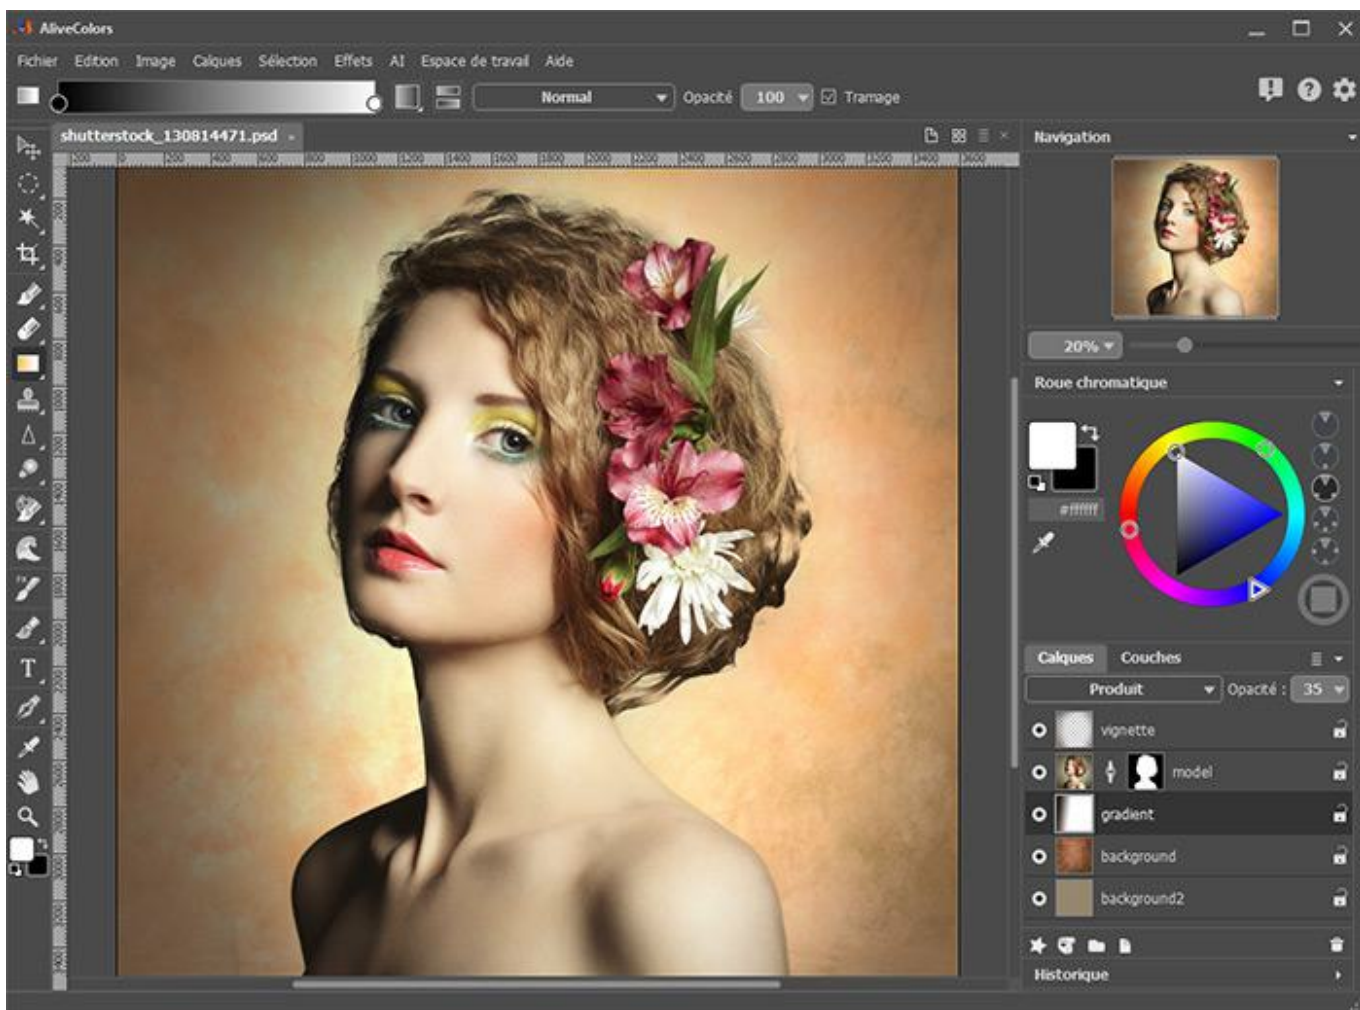 AliveColors
Fichier Edition Image Calques Sélection Effets AI Espace de travail Aide
Normal Opacité 100 Tramage
shutterstock_130814471.psd
Navigation
20%
Roue chromatique
#ffffff
Calques Couches
Produit Opacité : 35
vignette
model
gradient
background
background2
Historique